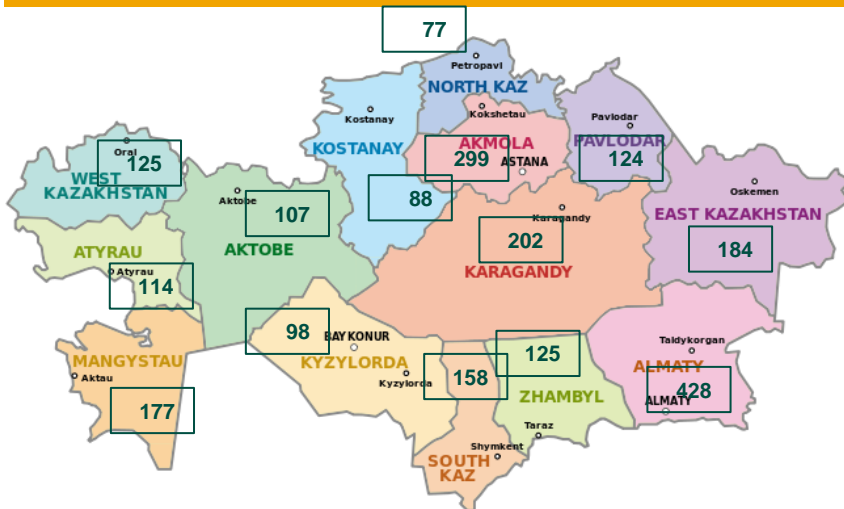 77
Petropavl
NORTH KAZ
Kostanay
Kokshetau
Pavlodar
KOSTANAY
AKMOLA
PAVLODAR
299
ASTANA
124
Oral
125
WEST
KAZAKHSTAN
Aktobe
107
88
Karagandy
Oskemen
EAST KAZAKHSTAN
ATYRAU
AKTOBE
202
184
Atyrau
KARAGANDY
114
98
BAYKONUR
125
Taldykorgan
MANGYSTAU
KYZYLORDA
ALMATY
Aktau
Kyzylorda
158
ZHAMBYL
428
ALMATY
177
Taraz
Shymkent
SOUTH
KAZ